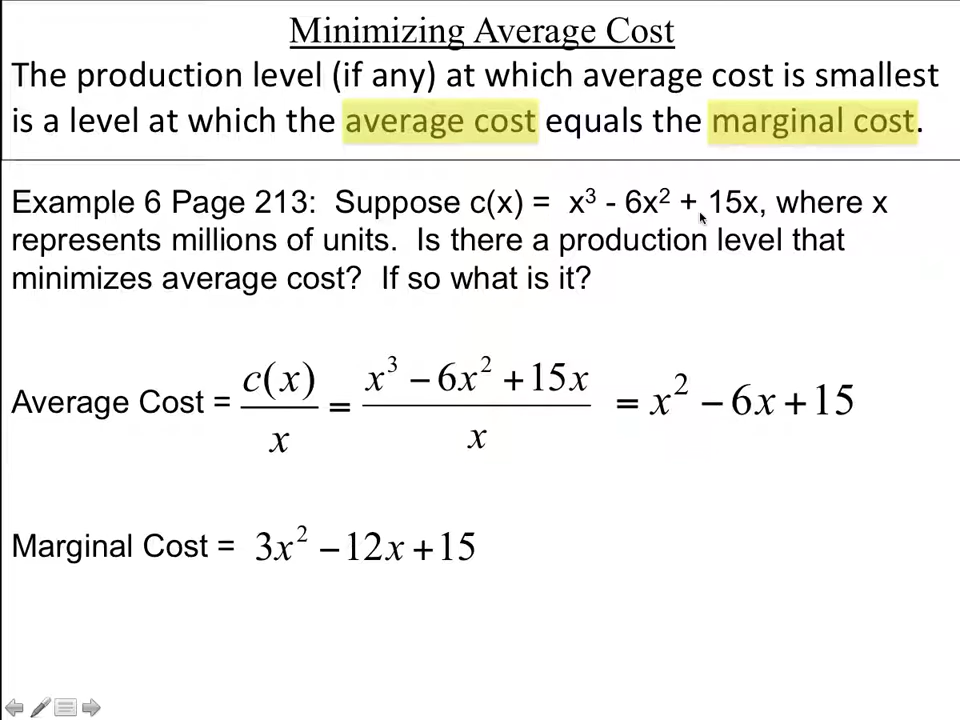 Minimizing Average Cost
The production level (if any) at which average cost is smallest
is a level at which the average cost equals the marginal cost.
Example 6 Page 213:  Suppose c(x) =  x³ - 6x² + 15x, where x
represents millions of units.  Is there a production level that
minimizes average cost?  If so what is it?
Average Cost = c(x)/x = (x³ − 6x² + 15x)/x = x² − 6x + 15
Marginal Cost = 3x² − 12x + 15